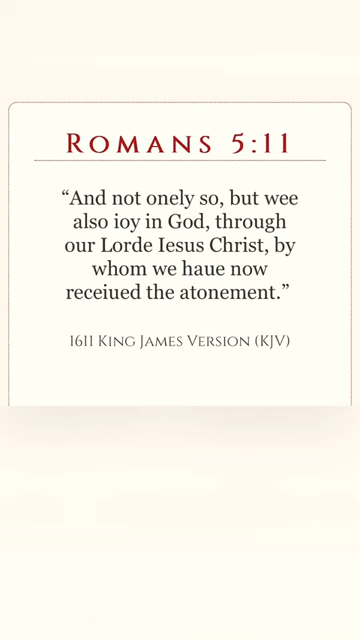 Romans 5:11
“And not onely so, but wee
also ioy in God, through
our Lorde Iesus Christ, by
whom we haue now
receiued the atonement.”
1611 King James Version (KJV)